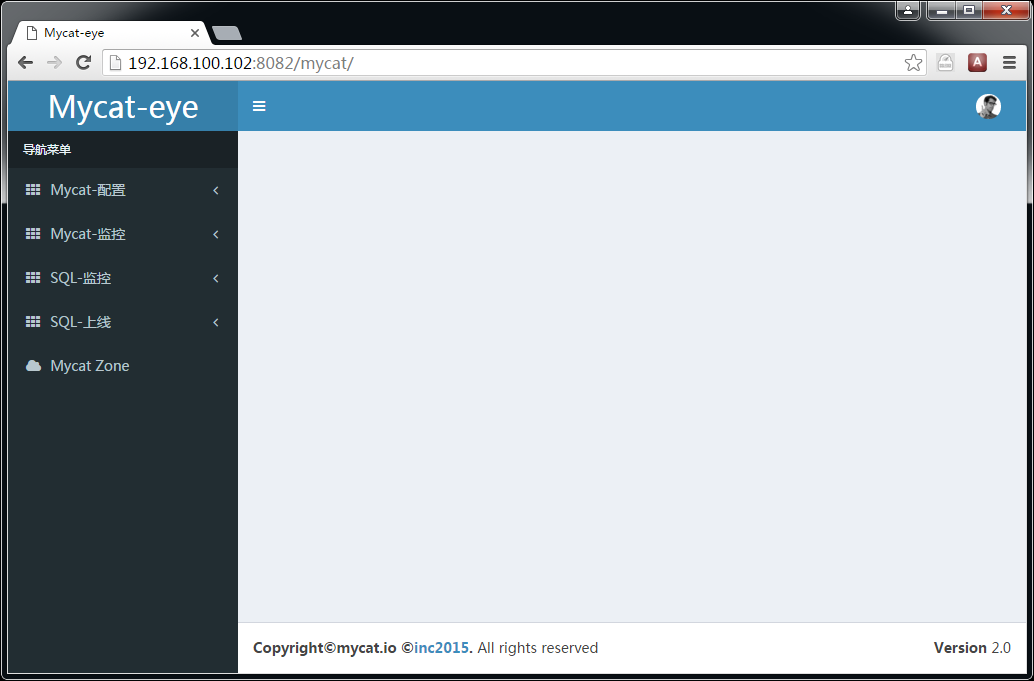 Mycat-eye
192.168.100.102:8082/mycat/
A
Mycat-eye
导航菜单
Mycat-配置
Mycat-监控
SQL-监控
SQL-上线
Mycat Zone
Copyright©mycat.io ©inc2015. All rights reserved
Version 2.0